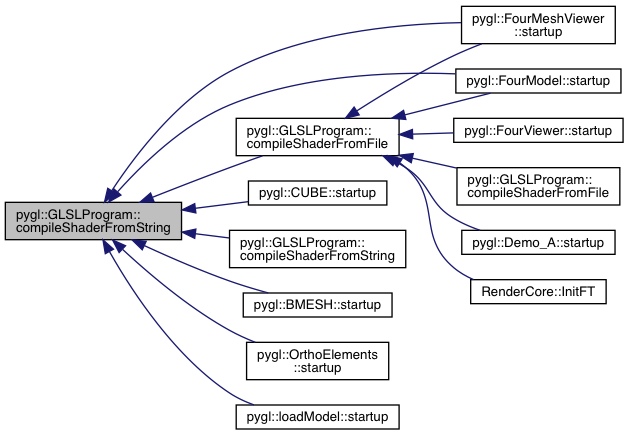 pygl::FourMeshViewer
::startup
pygl::FourModel::startup
pygl::GLSLProgram::
compileShaderFromFile
pygl::FourViewer::startup
pygl::GLSLProgram::
compileShaderFromFile
pygl::CUBE::startup
pygl::GLSLProgram::
compileShaderFromString
pygl::Demo_A::startup
pygl::GLSLProgram::
compileShaderFromString
RenderCore::InitFT
pygl::BMESH::startup
pygl::OrthoElements
::startup
pygl::loadModel::startup